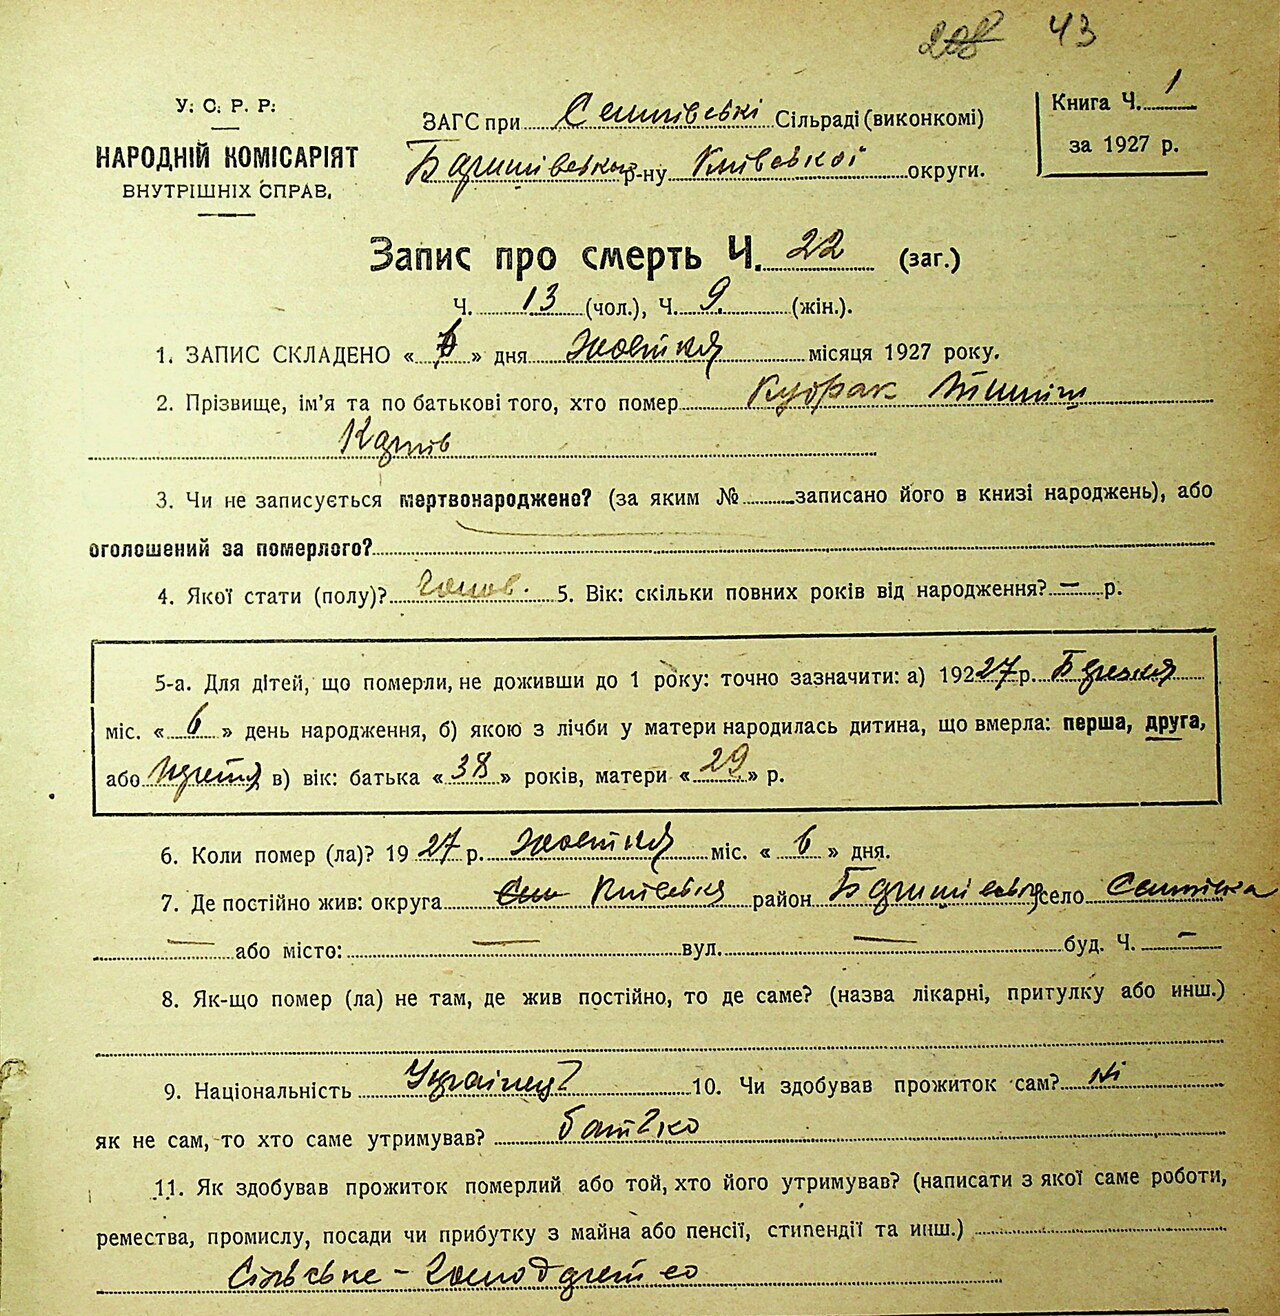 43
У. С. Р. Р.
НАРОДНІЙ КОМІСАРІЯТ
ВНУТРІШНІХ СПРАВ.
ЗАГС при Сільраді (виконкомі)
р-ну Київської округи.
Книга Ч. 1
за 1927 р.
Запис про смерть Ч. 22 (заг.)
Ч. 13 (чол.), Ч. 9 (жін.).
1. ЗАПИС СКЛАДЕНО « » дня Жовтня місяця 1927 року.
2. Прізвище, ім'я та по батькові того, хто помер
3. Чи не записується мертвонароджено? (за яким № записано його в книзі народжень), або
оголошений за померлого?
4. Якої стати (полу)? Чолов. 5. Вік: скільки повних років від народження? — р.
5-а. Для дітей, що померли, не доживши до 1 року: точно зазначити: а) 19227 р. Березня
міс. « 6 » день народження, б) якою з лічби у матери народилась дитина, що вмерла: перша, друга,
або третя, в) вік: батька « 38 » років, матери « 29 » р.
6. Коли помер (ла)? 19 27 р. Жовтня міс. « 6 » дня.
7. Де постійно жив: округа Київська район село
— або місто: — вул. — буд. Ч. —
8. Як-що помер (ла) не там, де жив постійно, то де саме? (назва лікарні, притулку або инш.)
9. Національність Українець 10. Чи здобував прожиток сам? ні
як не сам, то хто саме утримував? батько
11. Як здобував прожиток померлий або той, хто його утримував? (написати з якої саме роботи,
ремества, промислу, посади чи прибутку з майна або пенсії, стипендії та инш.)
Сільське-господарство